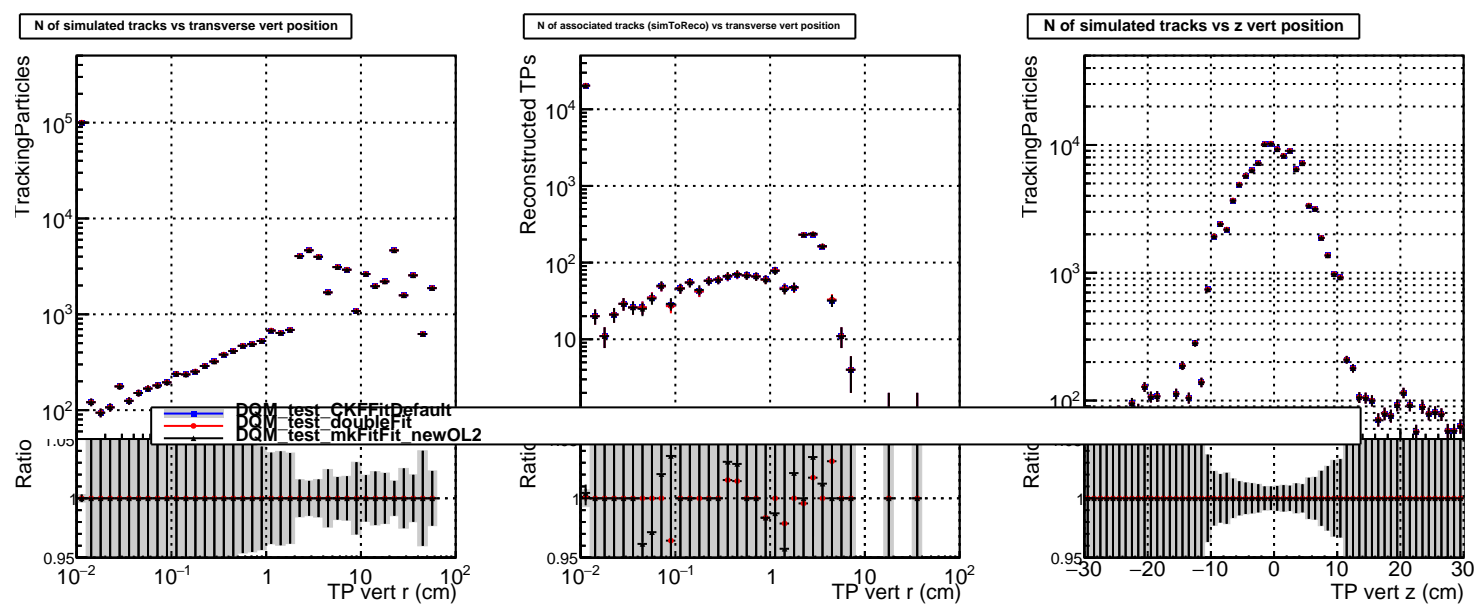 N of simulated tracks vs transverse vert position
TrackingParticles
10^5
10^4
10^3
10^2
Ratio
1.05
1
0.95
10^−2 10^−1 1 10 10^2
TP vert r (cm)
N of associated tracks (simToReco) vs transverse vert position
Reconstructed TPs
10^4
10^3
10^2
10
Ratio
1
0.95
10^−2 10^−1 1 10 10^2
TP vert r (cm)
N of simulated tracks vs z vert position
TrackingParticles
10^4
10^3
10^2
Ratio
1
0.95
−30 −20 −10 0 10 20 30
TP vert z (cm)
DQM_test_CKFFitDefault
DQM_test_doubleFit
DQM_test_mkFitFit_newOL2